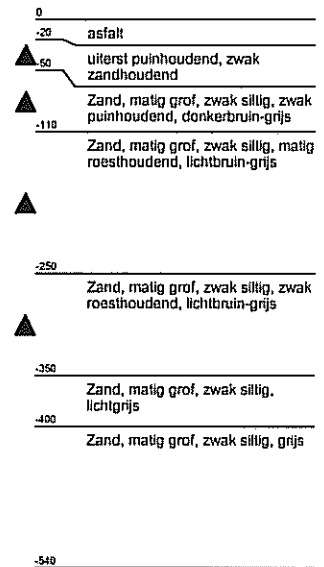 0
-20
asfalt
uiterst puinhoudend, zwak
zandhoudend
-60
Zand, matig grof, zwak siltig, zwak
puinhoudend, donkerbruin-grijs
-110
Zand, matig grof, zwak siltig, matig
roesthoudend, lichtbruin-grijs
-250
Zand, matig grof, zwak siltig, zwak
roesthoudend, lichtbruin-grijs
-350
Zand, matig grof, zwak siltig,
lichtgrijs
-400
Zand, matig grof, zwak siltig, grijs
-540